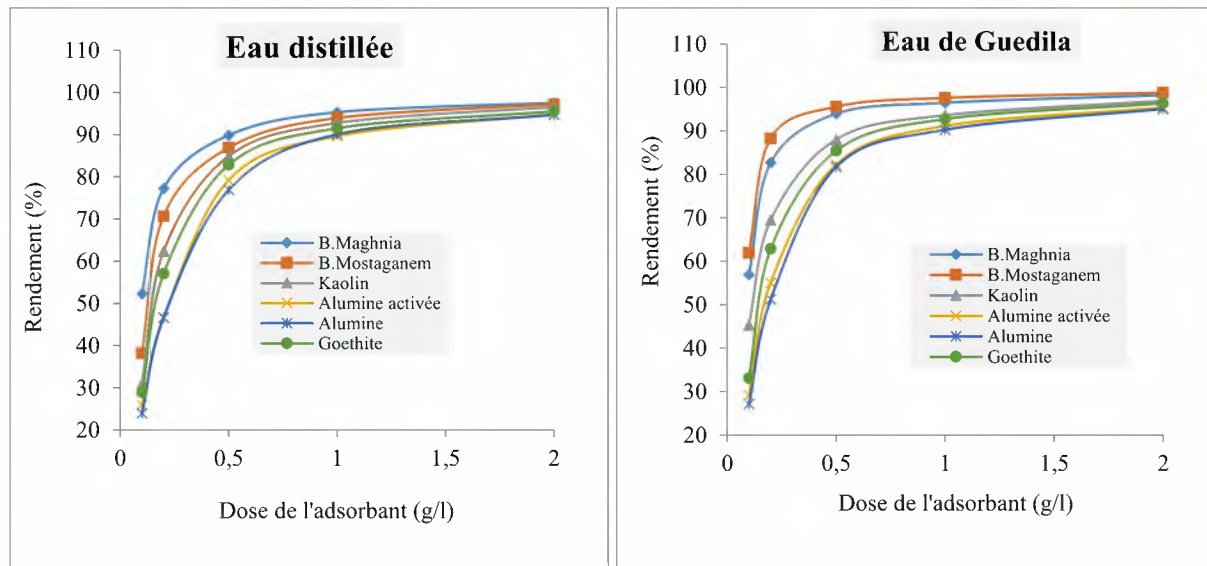 Eau distillée
110
100
90
80
70
60
50
40
30
20
Rendement (%)
B.Maghnia
B.Mostaganem
Kaolin
Alumine activée
Alumine
Goethite
0
0,5
1
1,5
2
Dose de l'adsorbant (g/l)
Eau de Guedila
110
100
90
80
70
60
50
40
30
20
Rendement (%)
B.Maghnia
B.Mostaganem
Kaolin
Alumine activée
Alumine
Goethite
0
0,5
1
1,5
2
Dose de l'adsorbant (g/l)